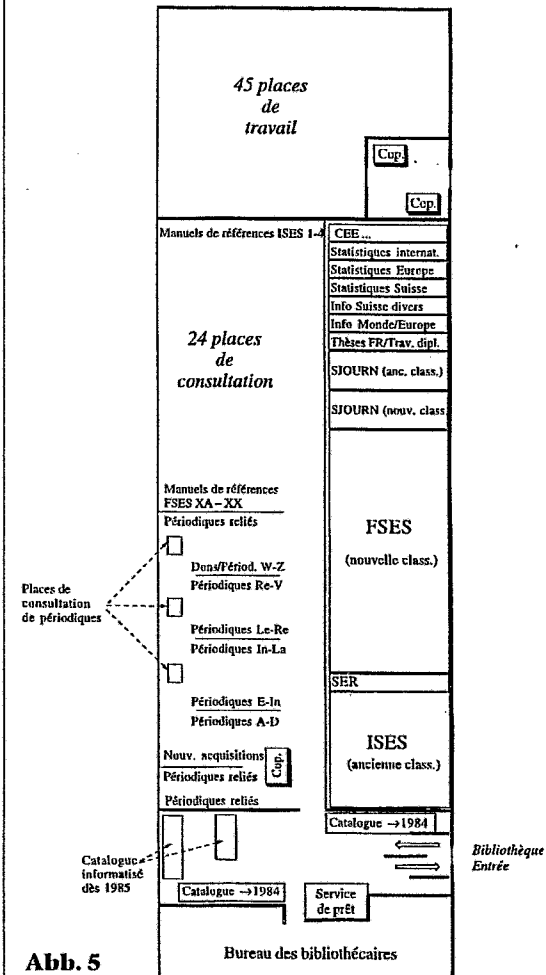 45 places
de
travail
Cop.
Cop.
Manuels de références ISES 1-4
CEE ...
Statistiques internat.
Statistiques Europe
Statistiques Suisse
Info Suisse divers
Info Monde/Europe
Thèses FR/Trav. dipl.
SJOURN (anc. class.)
SJOURN (nouv. class.
24 places
de
consultation
Manuels de références
FSES XA – XX
Périodiques reliés
FSES
(nouvelle class.)
Dons/Périod. W-Z
Périodiques Re-V
Places de
consultation
de périodiques
Périodiques Le-Re
Périodiques In-La
SER
Périodiques E-In
Périodiques A-D
ISES
(ancienne class.)
Nouv. acquisitions
Cop.
Périodiques reliés
Périodiques reliés
Catalogue →1984
Bibliothèque
Entrée
Catalogue
informatisé
dès 1985
Catalogue →1984
Service
de prêt
Bureau des bibliothécaires
Abb. 5